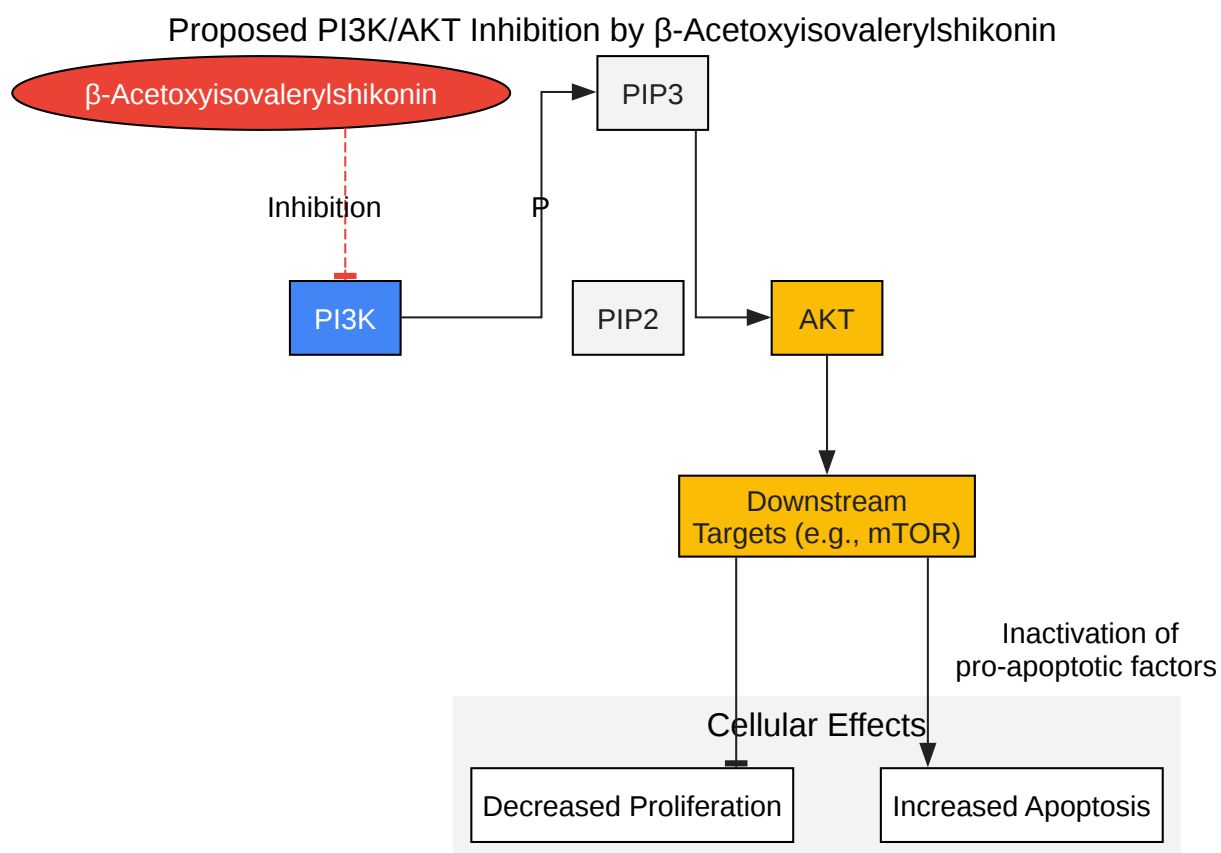 Proposed PI3K/AKT Inhibition by β-Acetoxyisovalerylshikonin
β-Acetoxyisovalerylshikonin
PIP3
Inhibition
P
PI3K
PIP2
AKT
Downstream
Targets (e.g., mTOR)
Inactivation of
pro-apoptotic factors
Cellular Effects
Decreased Proliferation
Increased Apoptosis